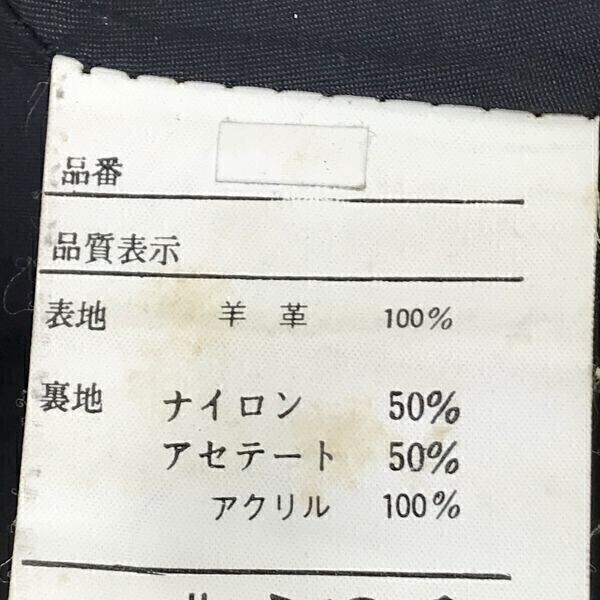 品番
品質表示
表地 羊革 100%
裏地 ナイロン 50%
アセテート 50%
アクリル 100%